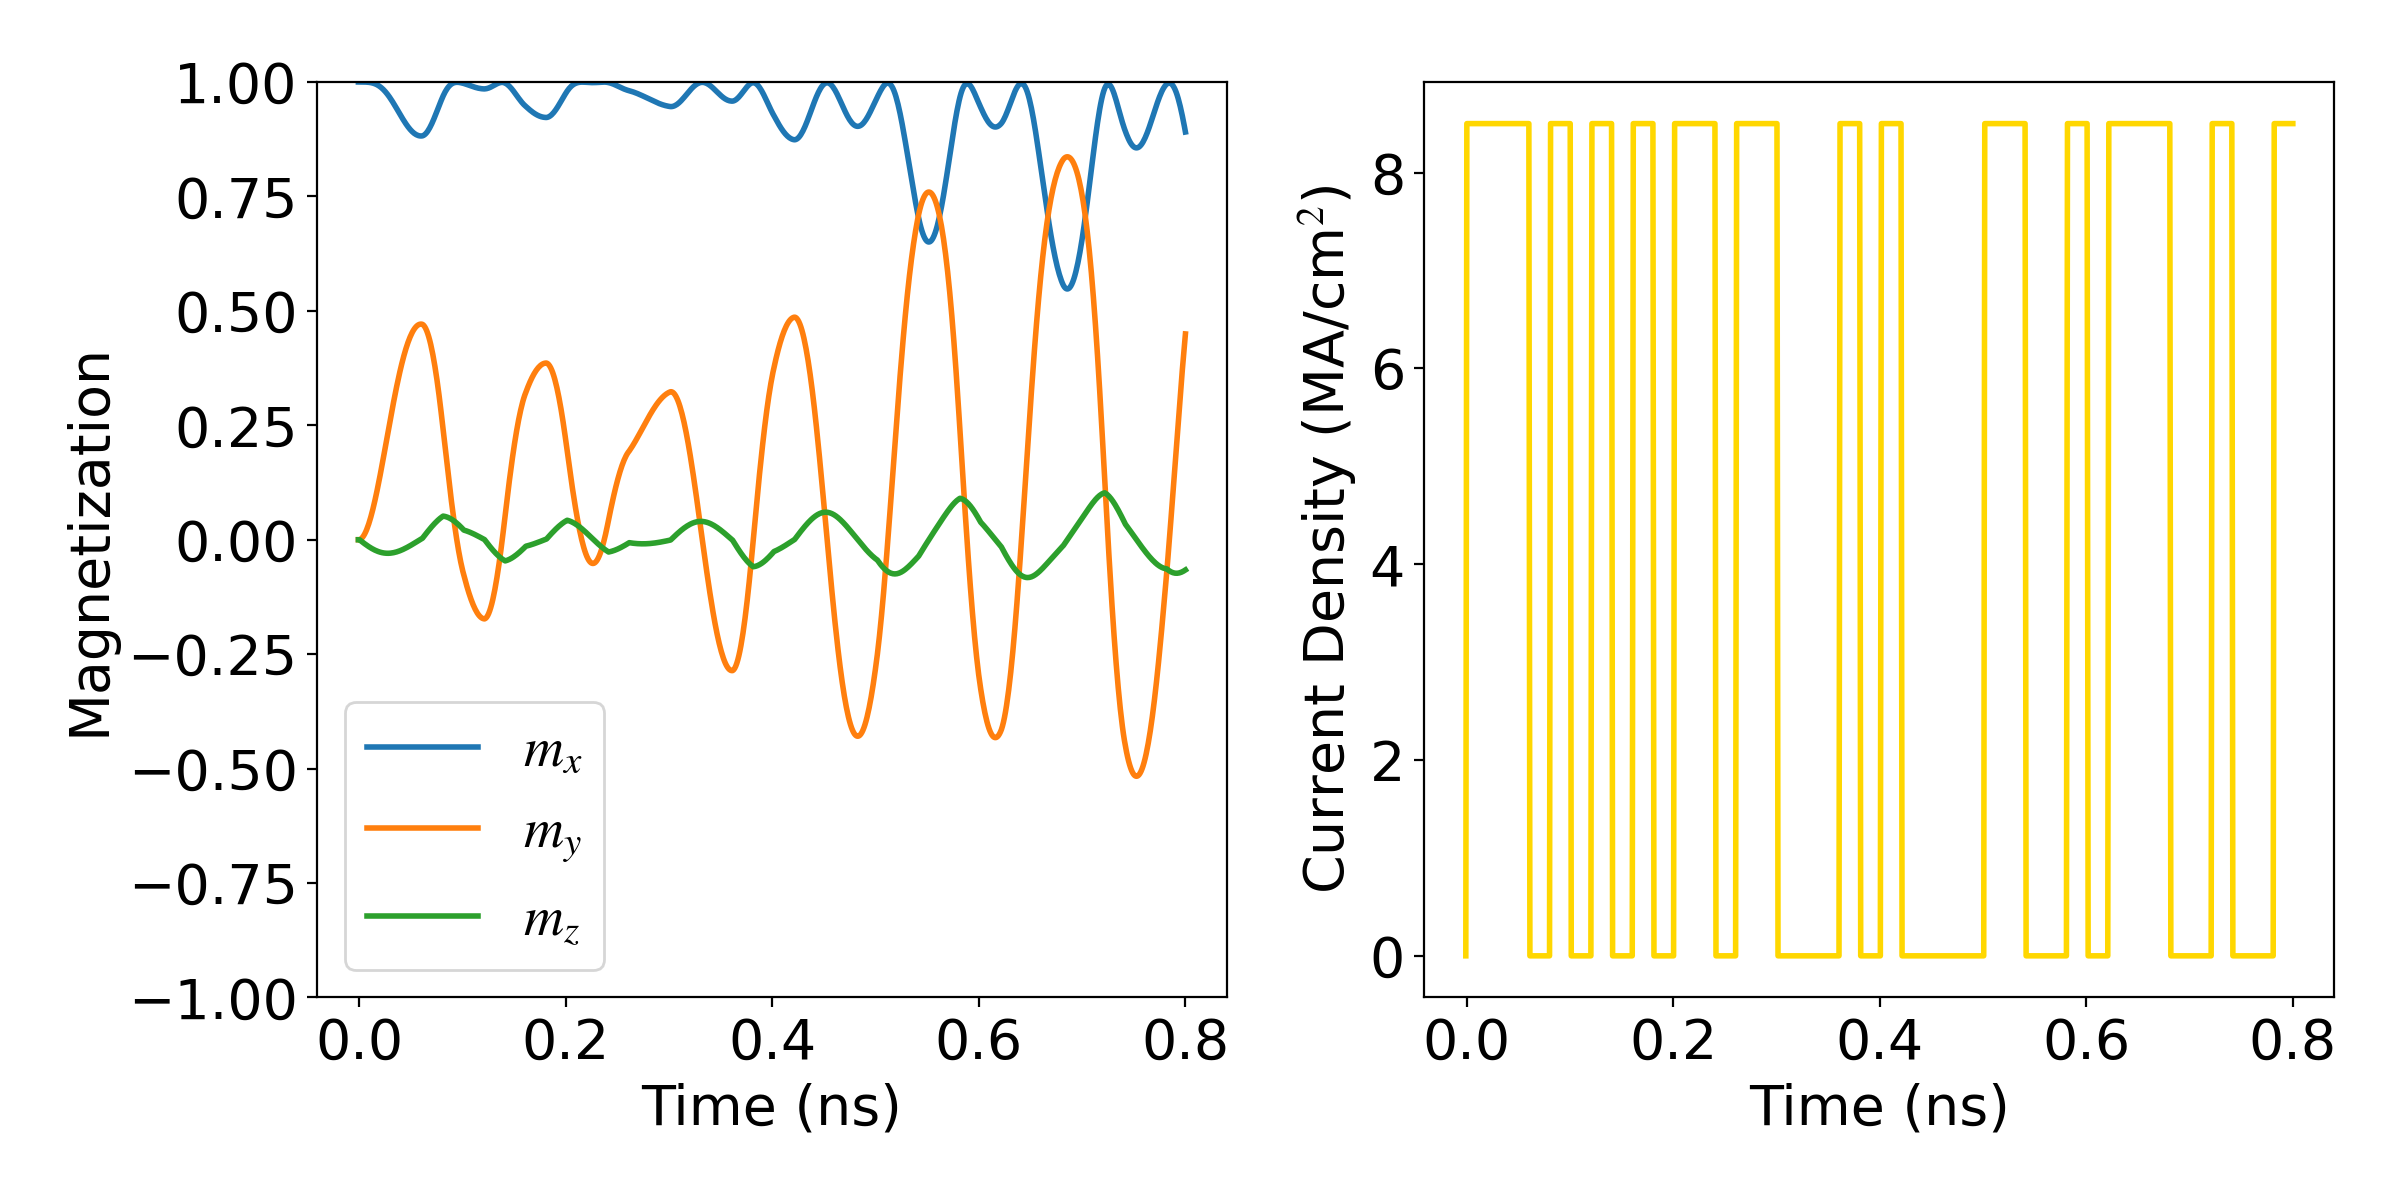 Magnetization
1.00
0.75
0.50
0.25
0.00
−0.25
−0.50
−0.75
−1.00
m_x
m_y
m_z
0.0 0.2 0.4 0.6 0.8
Time (ns)
Current Density (MA/cm²)
8
6
4
2
0
0.0 0.2 0.4 0.6 0.8
Time (ns)